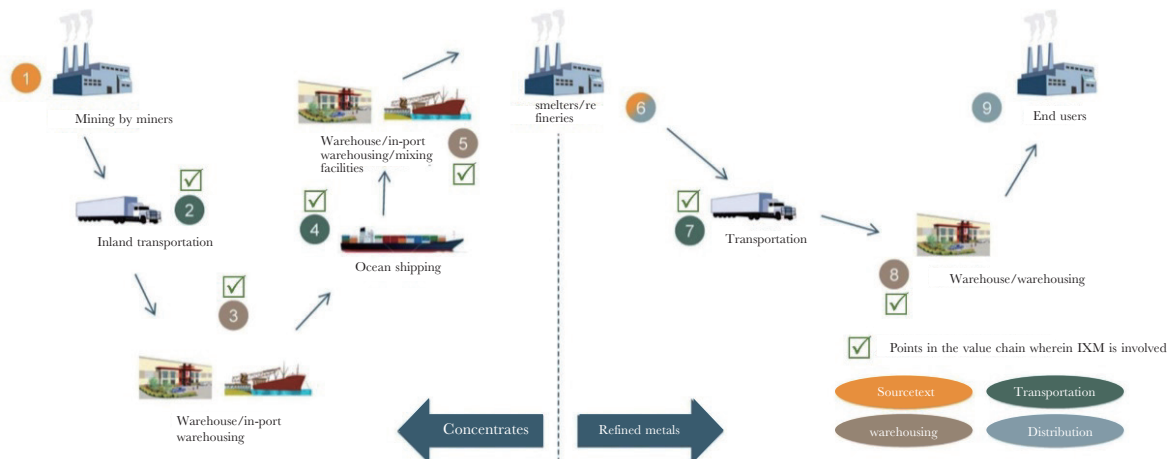 1
Mining by miners
2
Inland transportation
3
Warehouse/in-port
warehousing
4
Ocean shipping
Warehouse/in-port
warehousing/mixing
facilities
5
smelters/re
fineries
6
7
Transportation
8
Warehouse/warehousing
9
End users
Points in the value chain wherein IXM is involved
Sourcetext
Transportation
warehousing
Distribution
Concentrates
Refined metals